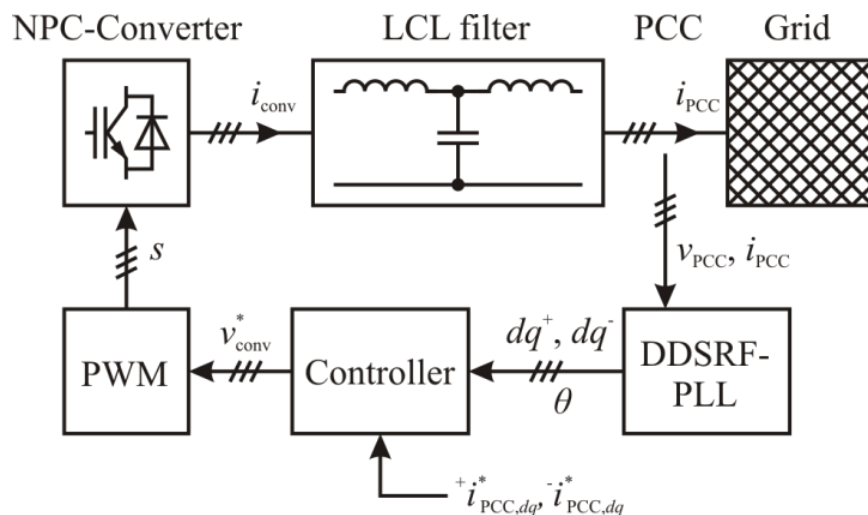 NPC-Converter LCL filter PCC Grid
i_conv i_PCC
s v_PCC, i_PCC
v*_conv dq⁺, dq⁻
PWM Controller DDSRF-
θ PLL
⁺i*_PCC,dq, ⁻i*_PCC,dq